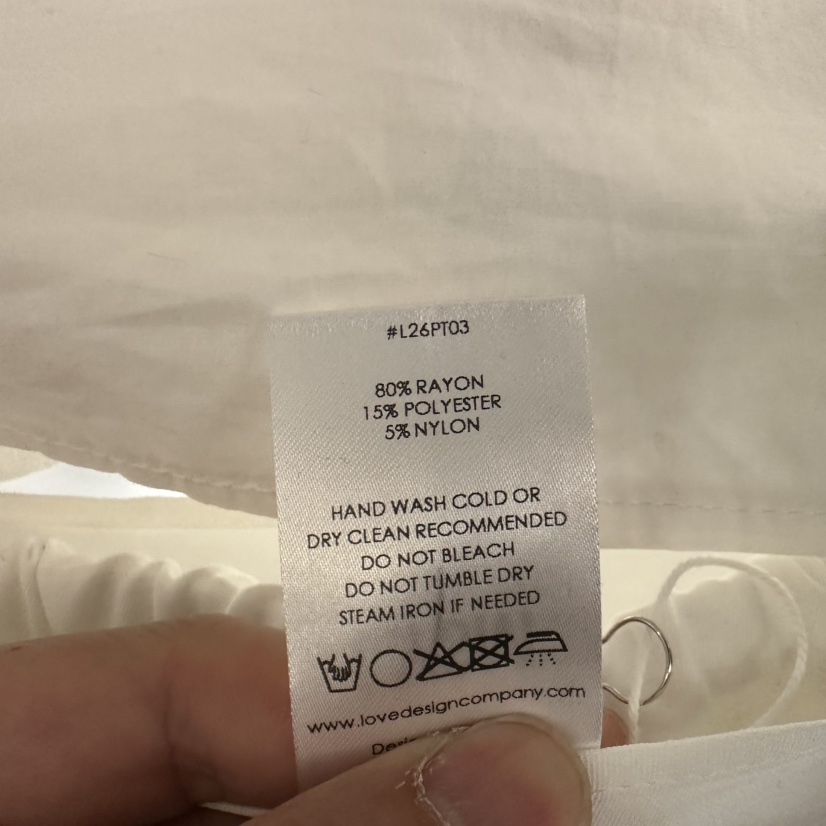 #L26PT03
80% RAYON
15% POLYESTER
5% NYLON
HAND WASH COLD OR
DRY CLEAN RECOMMENDED
DO NOT BLEACH
DO NOT TUMBLE DRY
STEAM IRON IF NEEDED
www.lovedesigncompany.com